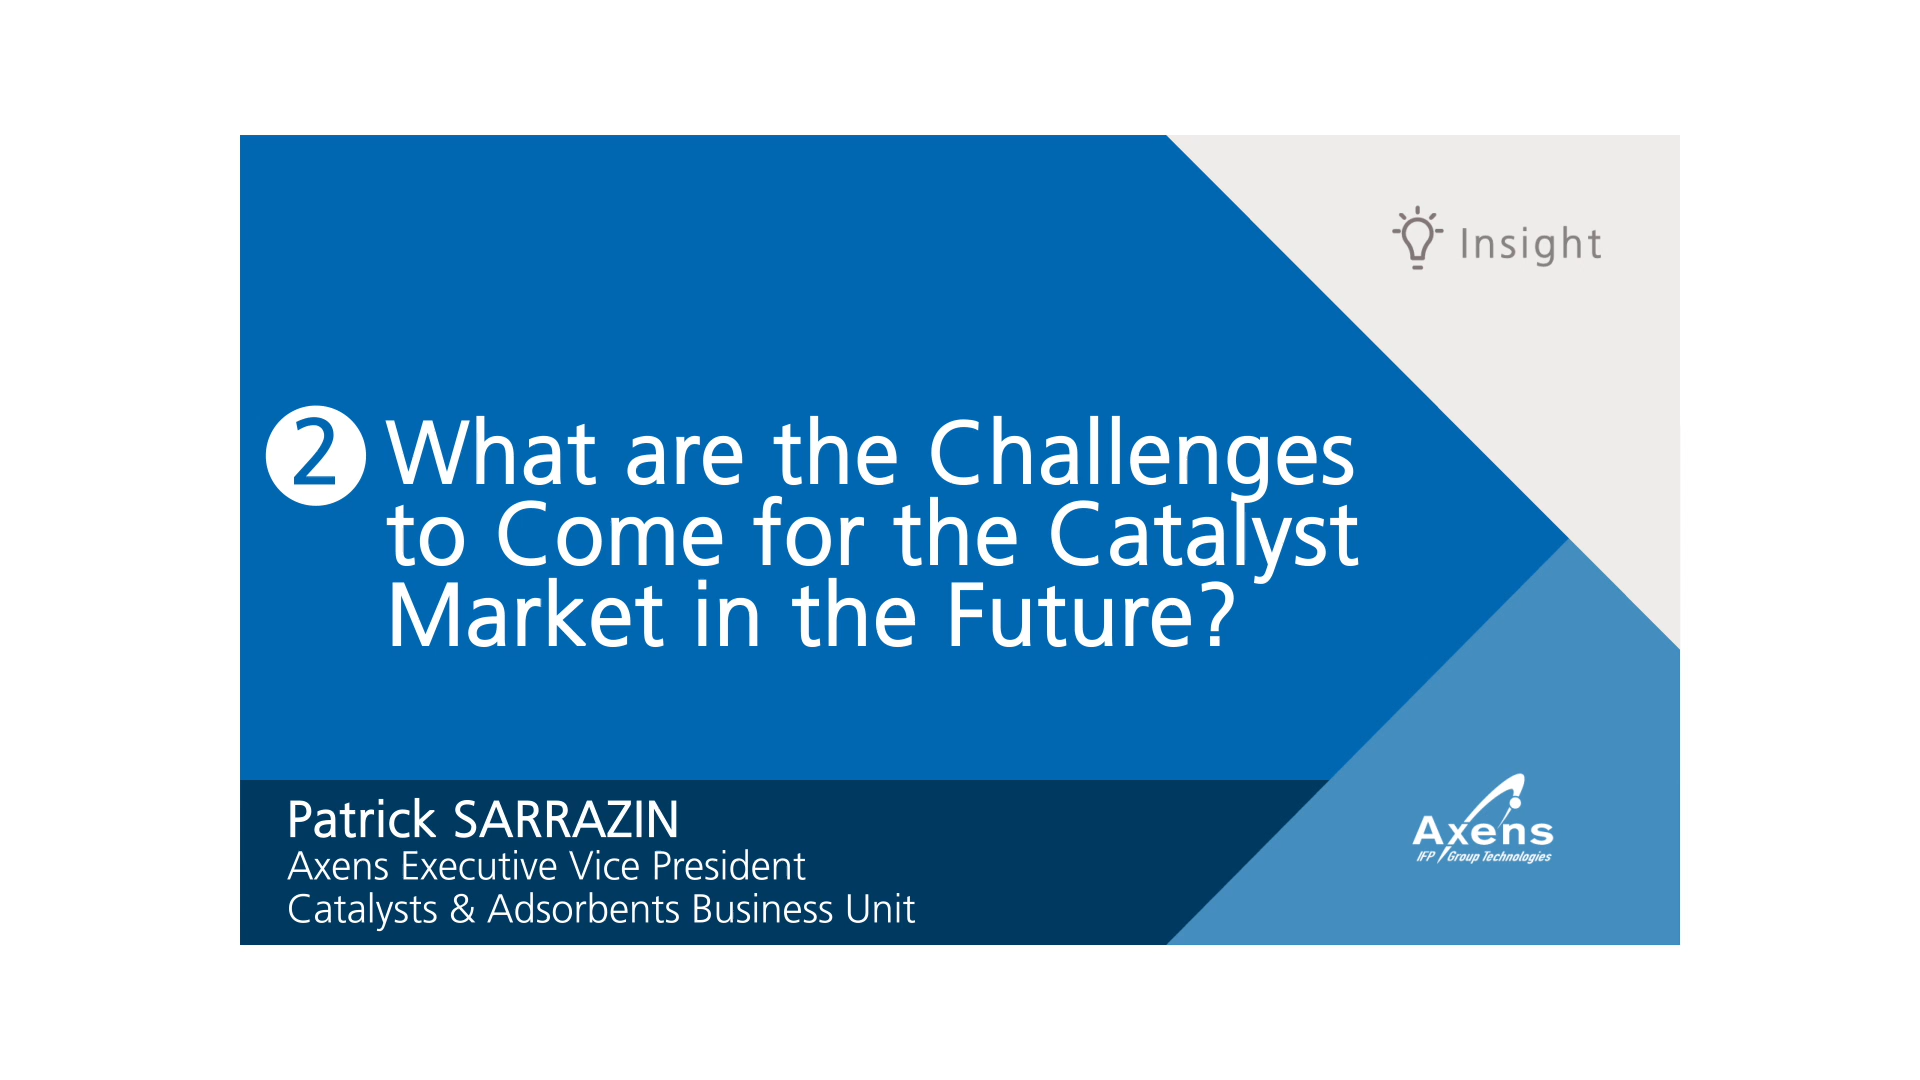 Insight
2 What are the Challenges
to Come for the Catalyst
Market in the Future?
Patrick SARRAZIN
Axens Executive Vice President
Catalysts & Adsorbents Business Unit
Axens
IFP Group Technologies